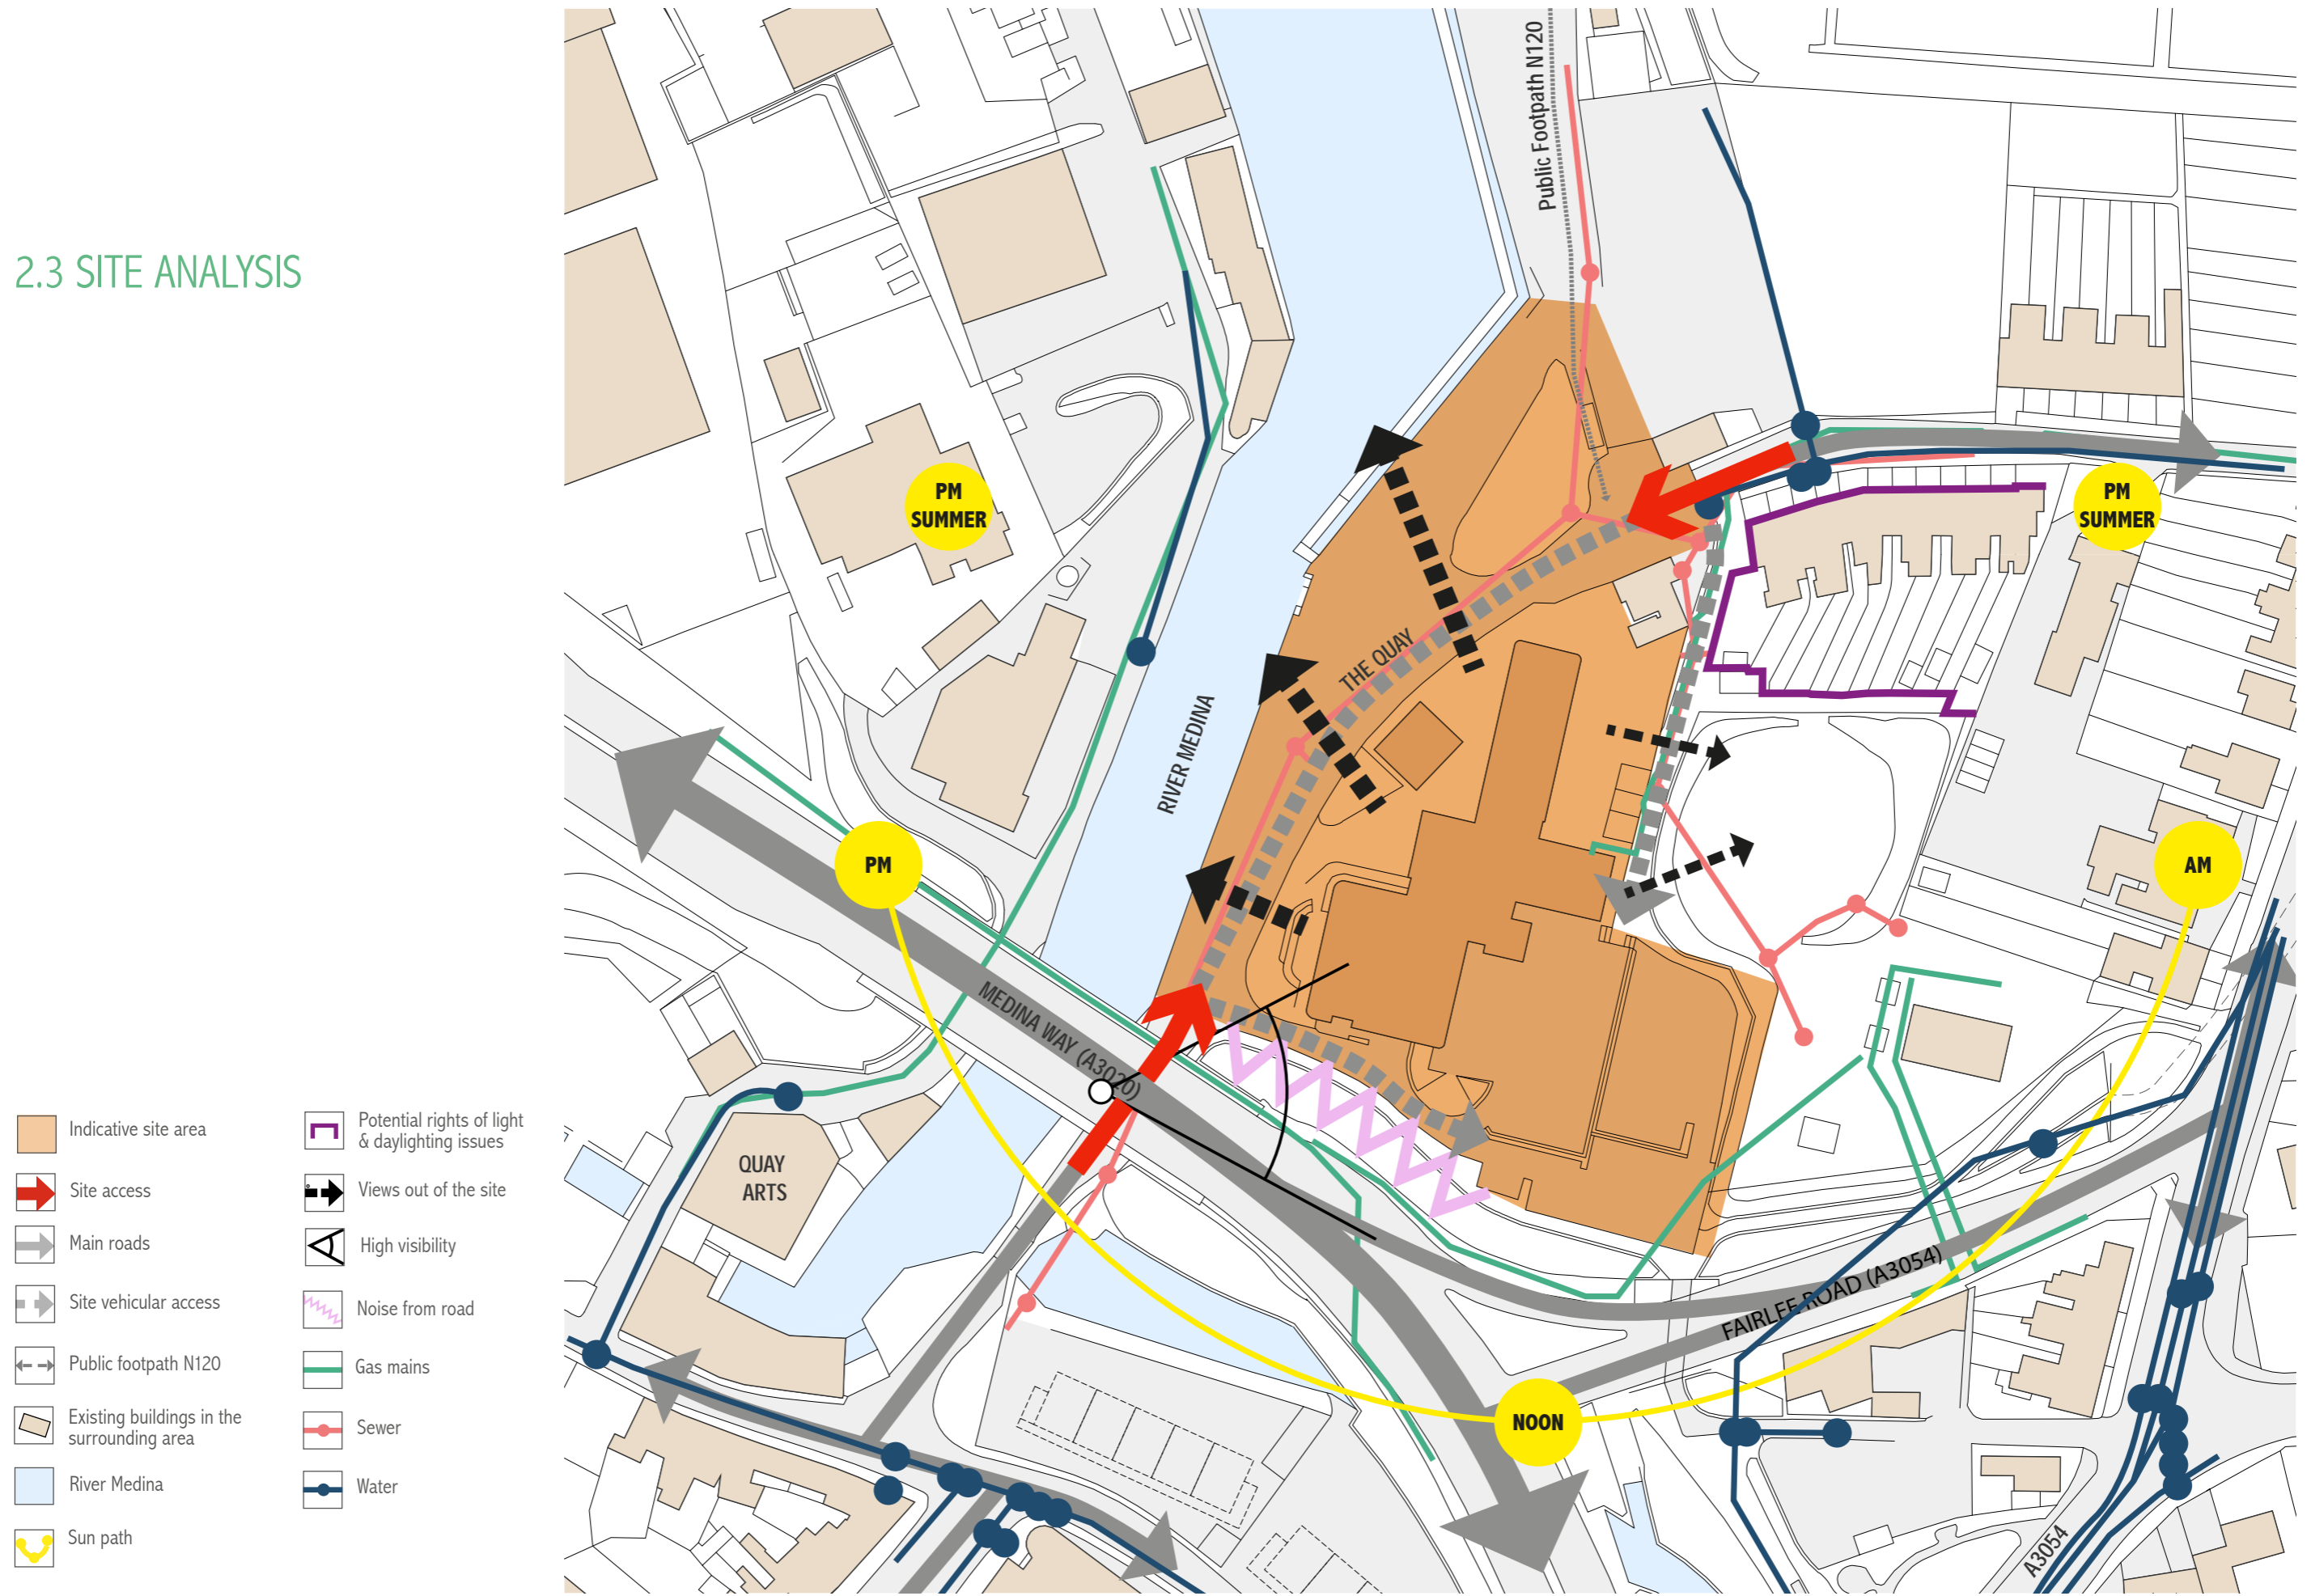 2.3 SITE ANALYSIS
Indicative site area
Site access
Main roads
Site vehicular access
Public footpath N120
Existing buildings in the
surrounding area
River Medina
Sun path
Potential rights of light
& daylighting issues
Views out of the site
High visibility
Noise from road
Gas mains
Sewer
Water
Public Footpath N120
PM
SUMMER
PM
SUMMER
THE QUAY
RIVER MEDINA
PM
AM
MEDINA WAY (A3020)
QUAY
ARTS
FAIRLEE ROAD (A3054)
NOON
A3054